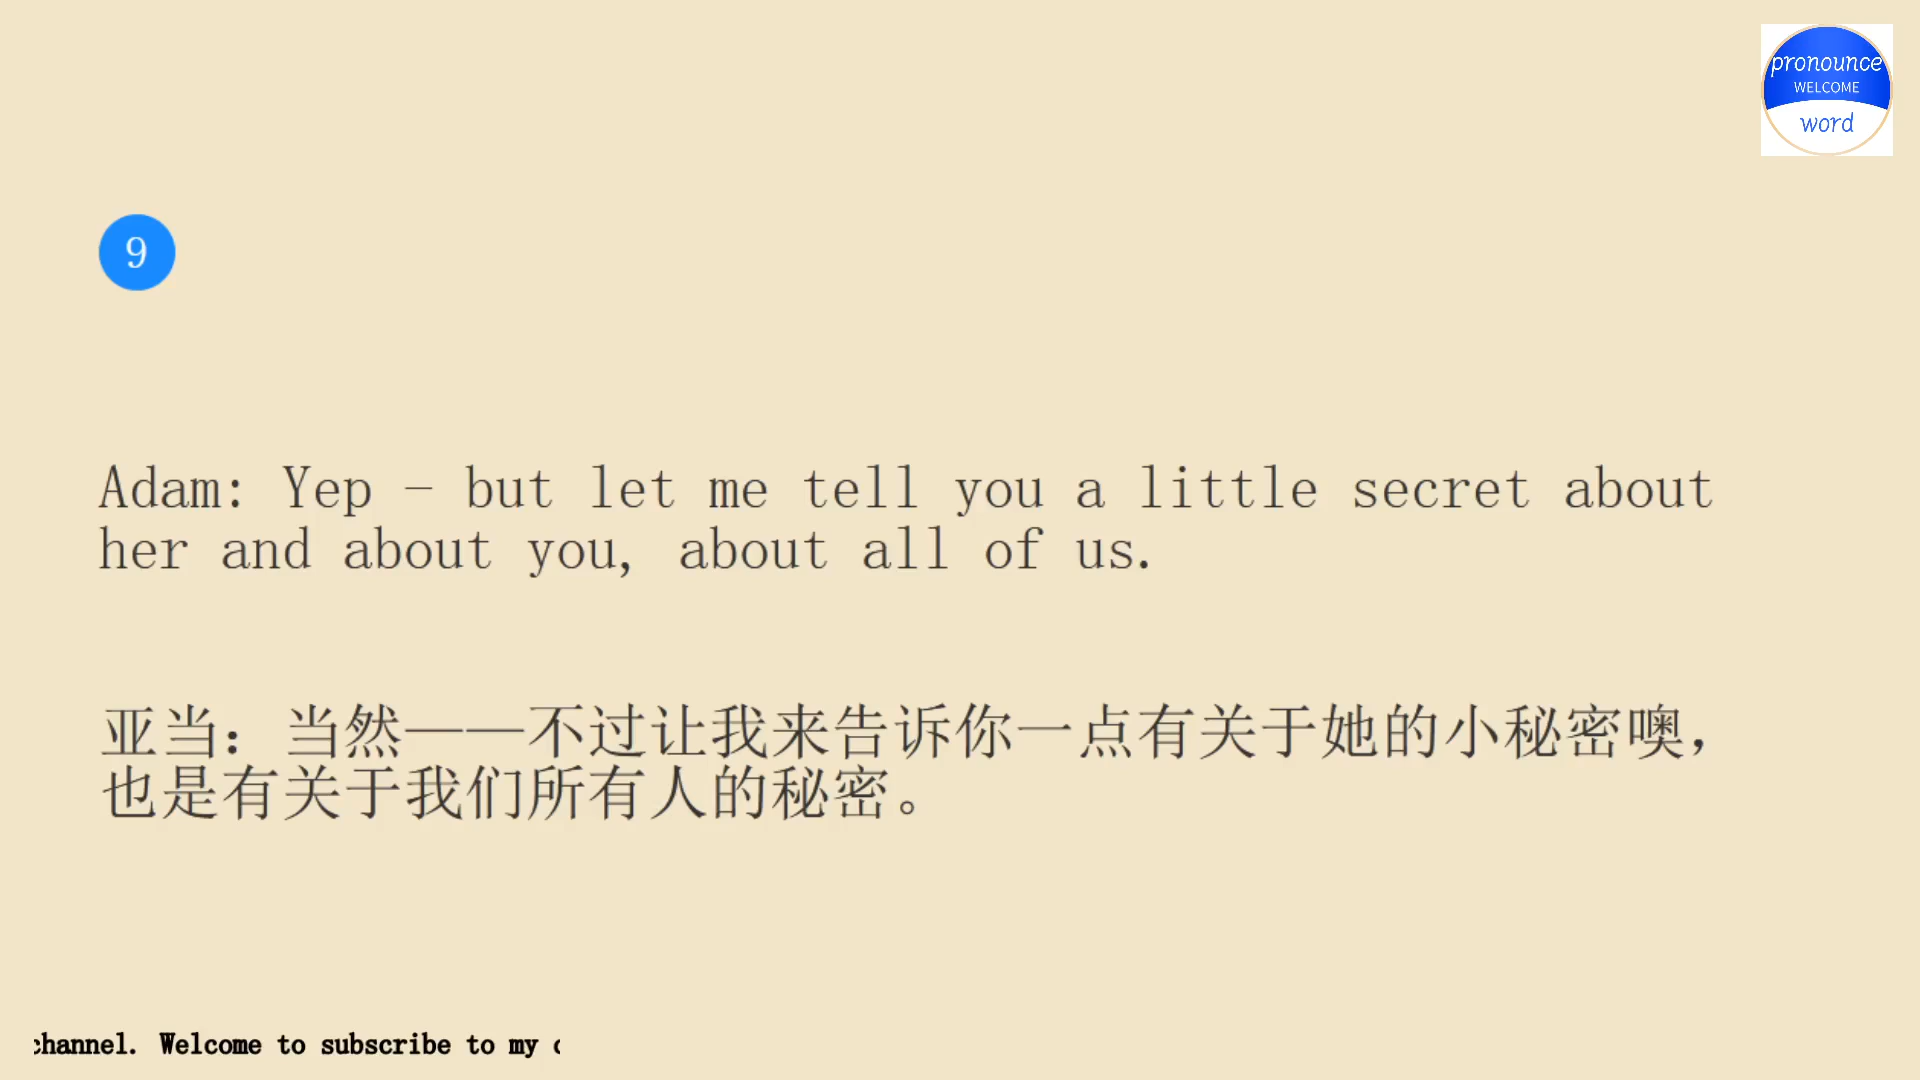 pronounce
WELCOME
word
9
Adam: Yep – but let me tell you a little secret about
her and about you, about all of us.
亚当：当然——不过让我来告诉你一点有关于她的小秘密噢，
也是有关于我们所有人的秘密。
channel. Welcome to subscribe to my